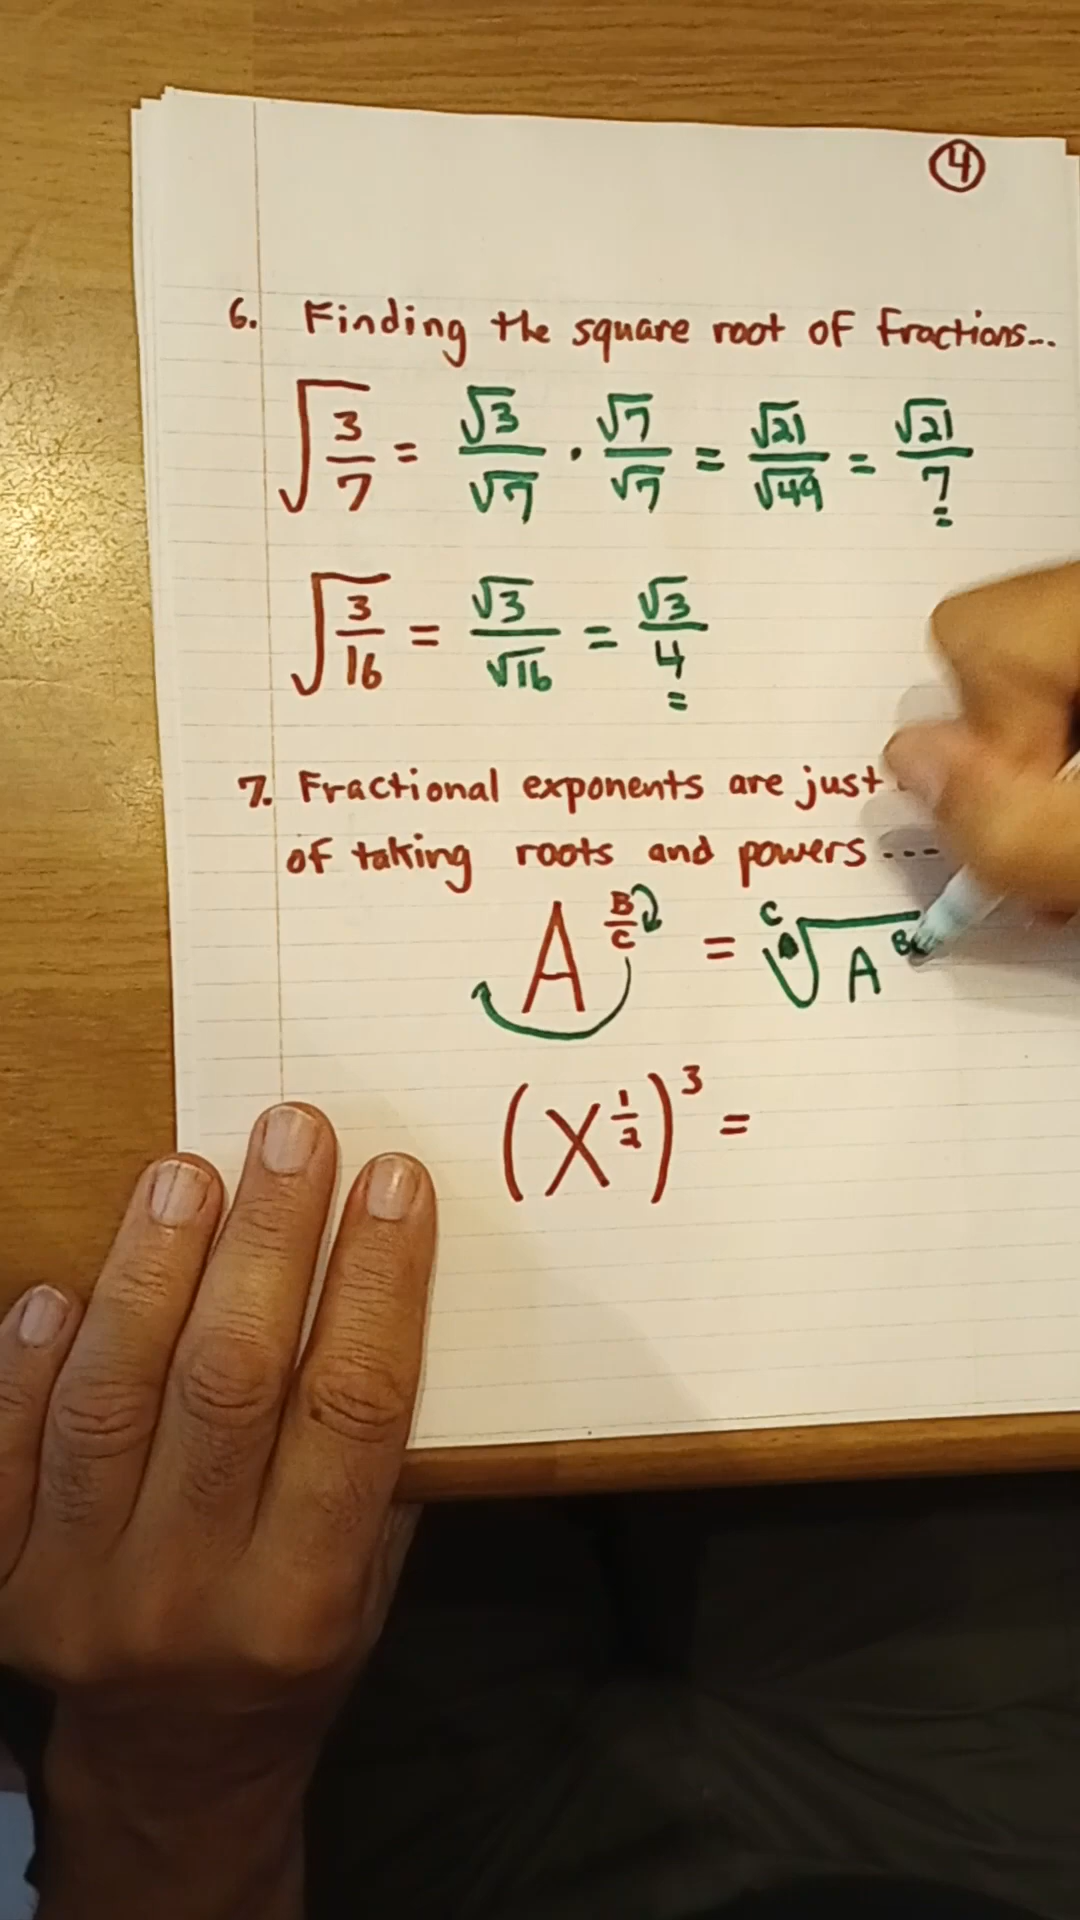 4
6. Finding the square root of fractions...
√(3/7) = √3/√7 · √7/√7 = √21/√49 = √21/7
√(3/16) = √3/√16 = √3/4
7. Fractional exponents are just
of taking roots and powers ---
A^(B/C) = ᶜ√(A^B)
(X^(1/2))^3 =